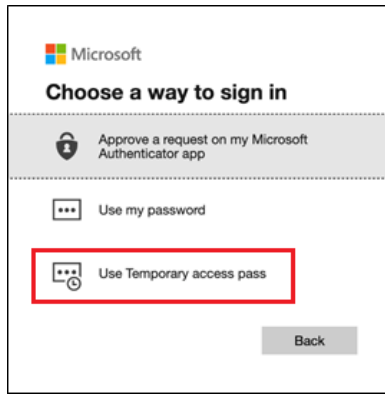 Microsoft
Choose a way to sign in
Approve a request on my Microsoft
Authenticator app
Use my password
Use Temporary access pass
Back